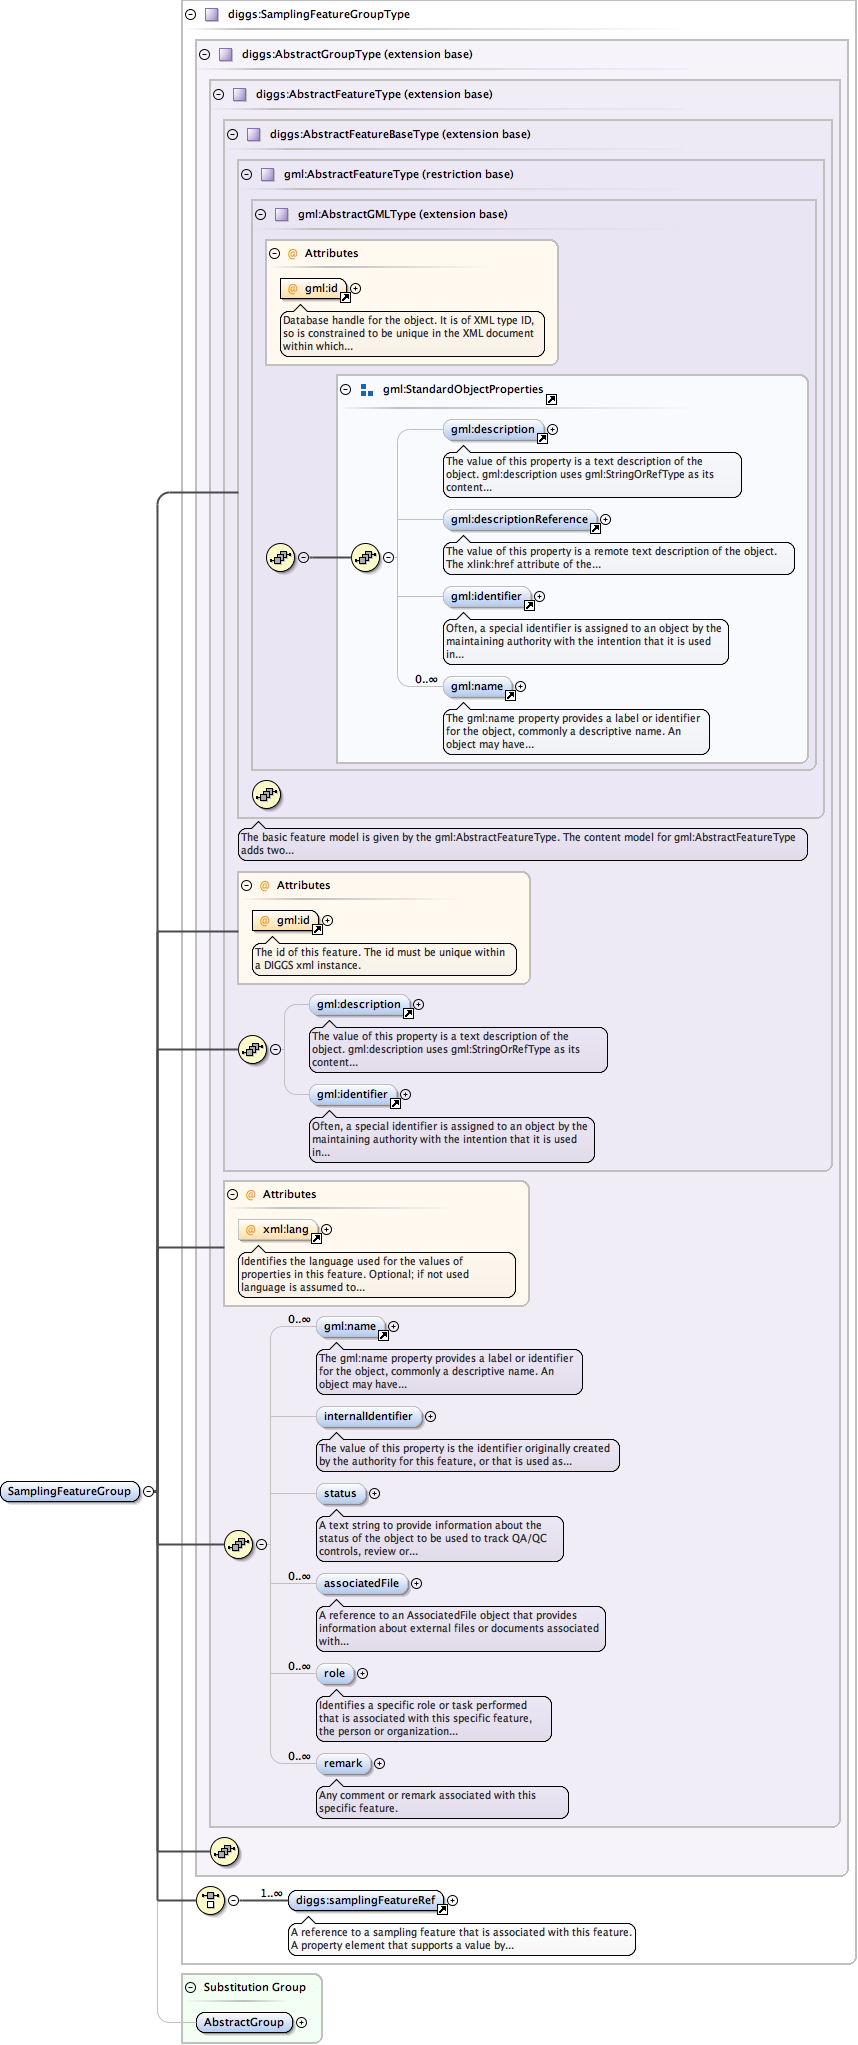 diggs:SamplingFeatureGroupType
diggs:AbstractGroupType (extension base)
diggs:AbstractFeatureType (extension base)
diggs:AbstractFeatureBaseType (extension base)
gml:AbstractFeatureType (restriction base)
gml:AbstractGMLType (extension base)
@ Attributes
@ gml:id
Database handle for the object. It is of XML type ID,
so is constrained to be unique in the XML document
within which...
gml:StandardObjectProperties
gml:description
The value of this property is a text description of the
object. gml:description uses gml:StringOrRefType as its
content...
gml:descriptionReference
The value of this property is a remote text description of the object.
The xlink:href attribute of the...
gml:identifier
Often, a special identifier is assigned to an object by the
maintaining authority with the intention that it is used
in...
0..∞
gml:name
The gml:name property provides a label or identifier
for the object, commonly a descriptive name. An
object may have...
The basic feature model is given by the gml:AbstractFeatureType. The content model for gml:AbstractFeatureType
adds two...
@ Attributes
@ gml:id
The id of this feature. The id must be unique within
a DIGGS xml instance.
gml:description
The value of this property is a text description of the
object. gml:description uses gml:StringOrRefType as its
content...
gml:identifier
Often, a special identifier is assigned to an object by the
maintaining authority with the intention that it is used
in...
@ Attributes
@ xml:lang
Identifies the language used for the values of
properties in this feature. Optional; if not used
language is assumed to...
0..∞
gml:name
The gml:name property provides a label or identifier
for the object, commonly a descriptive name. An
object may have...
internalIdentifier
The value of this property is the identifier originally created
by the authority for this feature, or that is used as...
SamplingFeatureGroup
status
A text string to provide information about the
status of the object to be used to track QA/QC
controls, review or...
0..∞
associatedFile
A reference to an AssociatedFile object that provides
information about external files or documents associated
with...
0..∞
role
Identifies a specific role or task performed
that is associated with this specific feature,
the person or organization...
0..∞
remark
Any comment or remark associated with this
specific feature.
1..∞
diggs:samplingFeatureRef
A reference to a sampling feature that is associated with this feature.
A property element that supports a value by...
Substitution Group
AbstractGroup